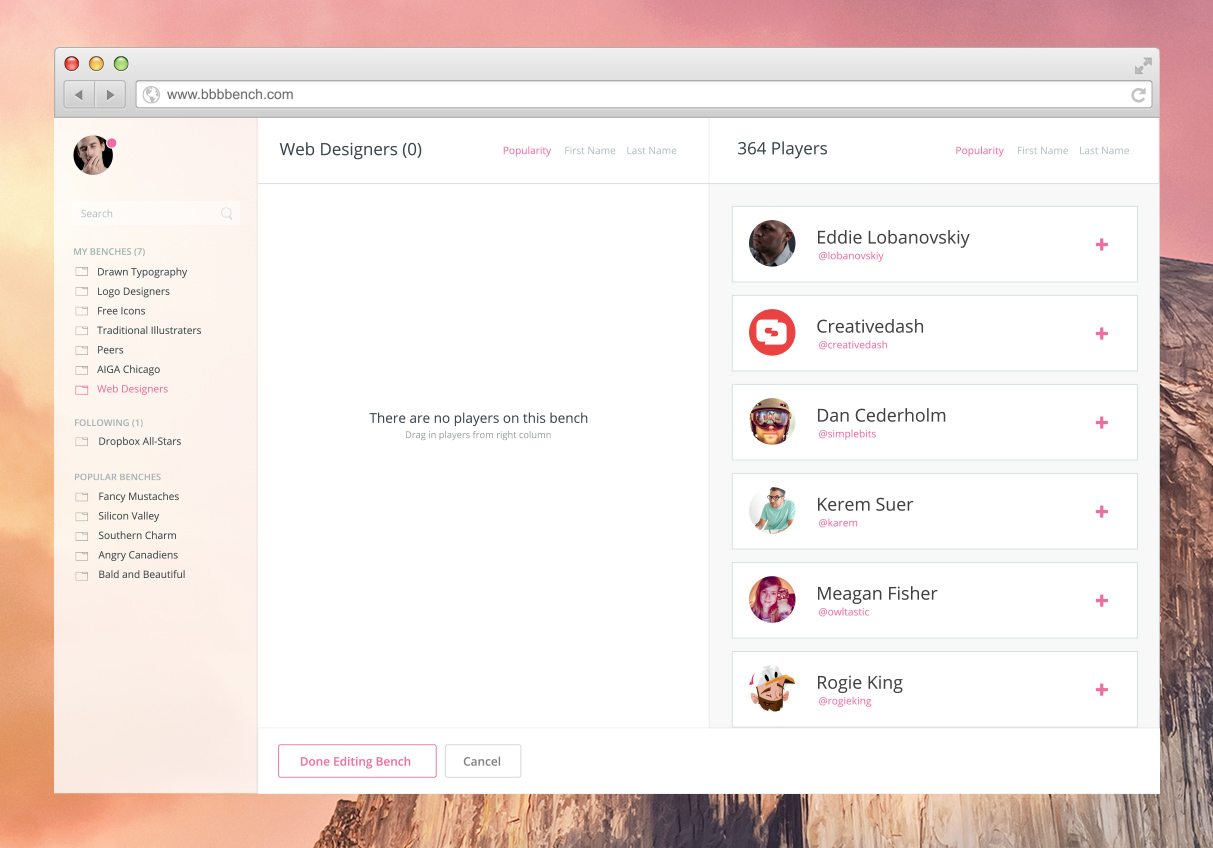 www.bbbbench.com
Search
MY BENCHES (7)
Drawn Typography
Logo Designers
Free Icons
Traditional Illustraters
Peers
AIGA Chicago
Web Designers
FOLLOWING (1)
Dropbox All-Stars
POPULAR BENCHES
Fancy Mustaches
Silicon Valley
Southern Charm
Angry Canadiens
Bald and Beautiful
Web Designers (0)
Popularity First Name Last Name
There are no players on this bench
Drag in players from right column
364 Players
Popularity First Name Last Name
Eddie Lobanovskiy
@lobanovskiy
Creativedash
@creativedash
Dan Cederholm
@simplebits
Kerem Suer
@karem
Meagan Fisher
@owltastic
Rogie King
@rogieking
Done Editing Bench
Cancel